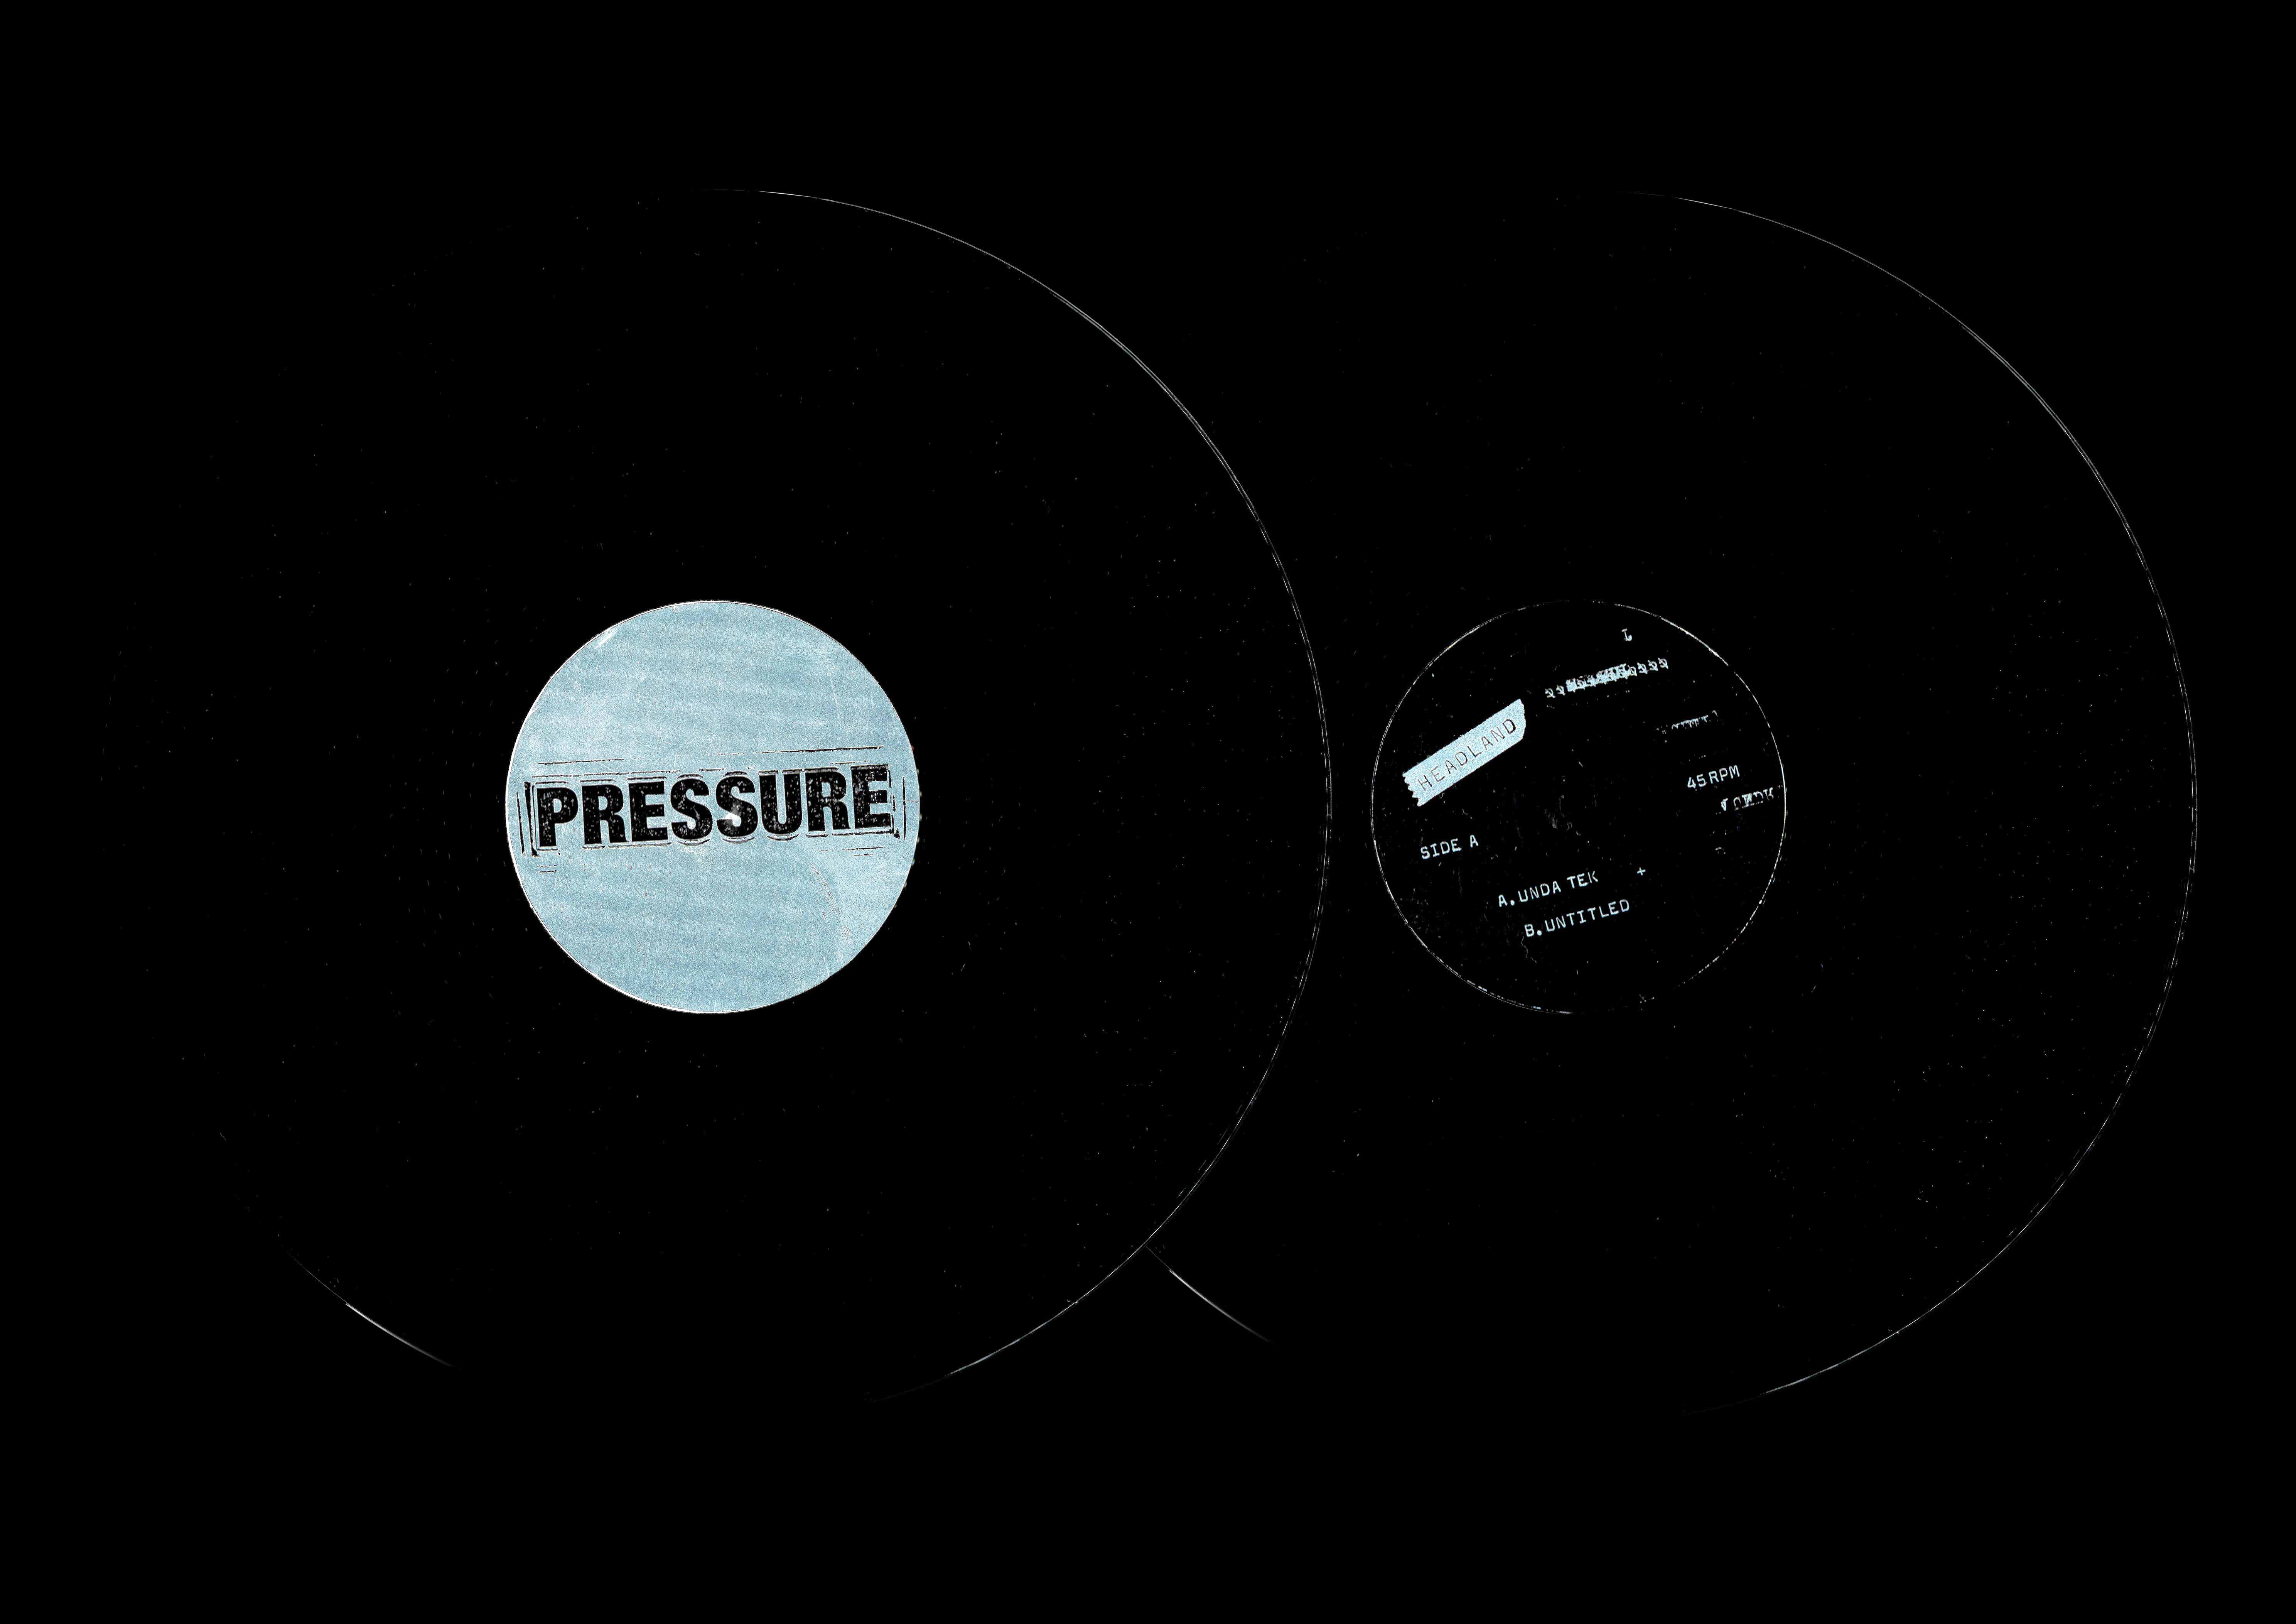 PRESSURE
HEADLAND
45 RPM
SIDE A
A. UNDA TEK +
B. UNTITLED